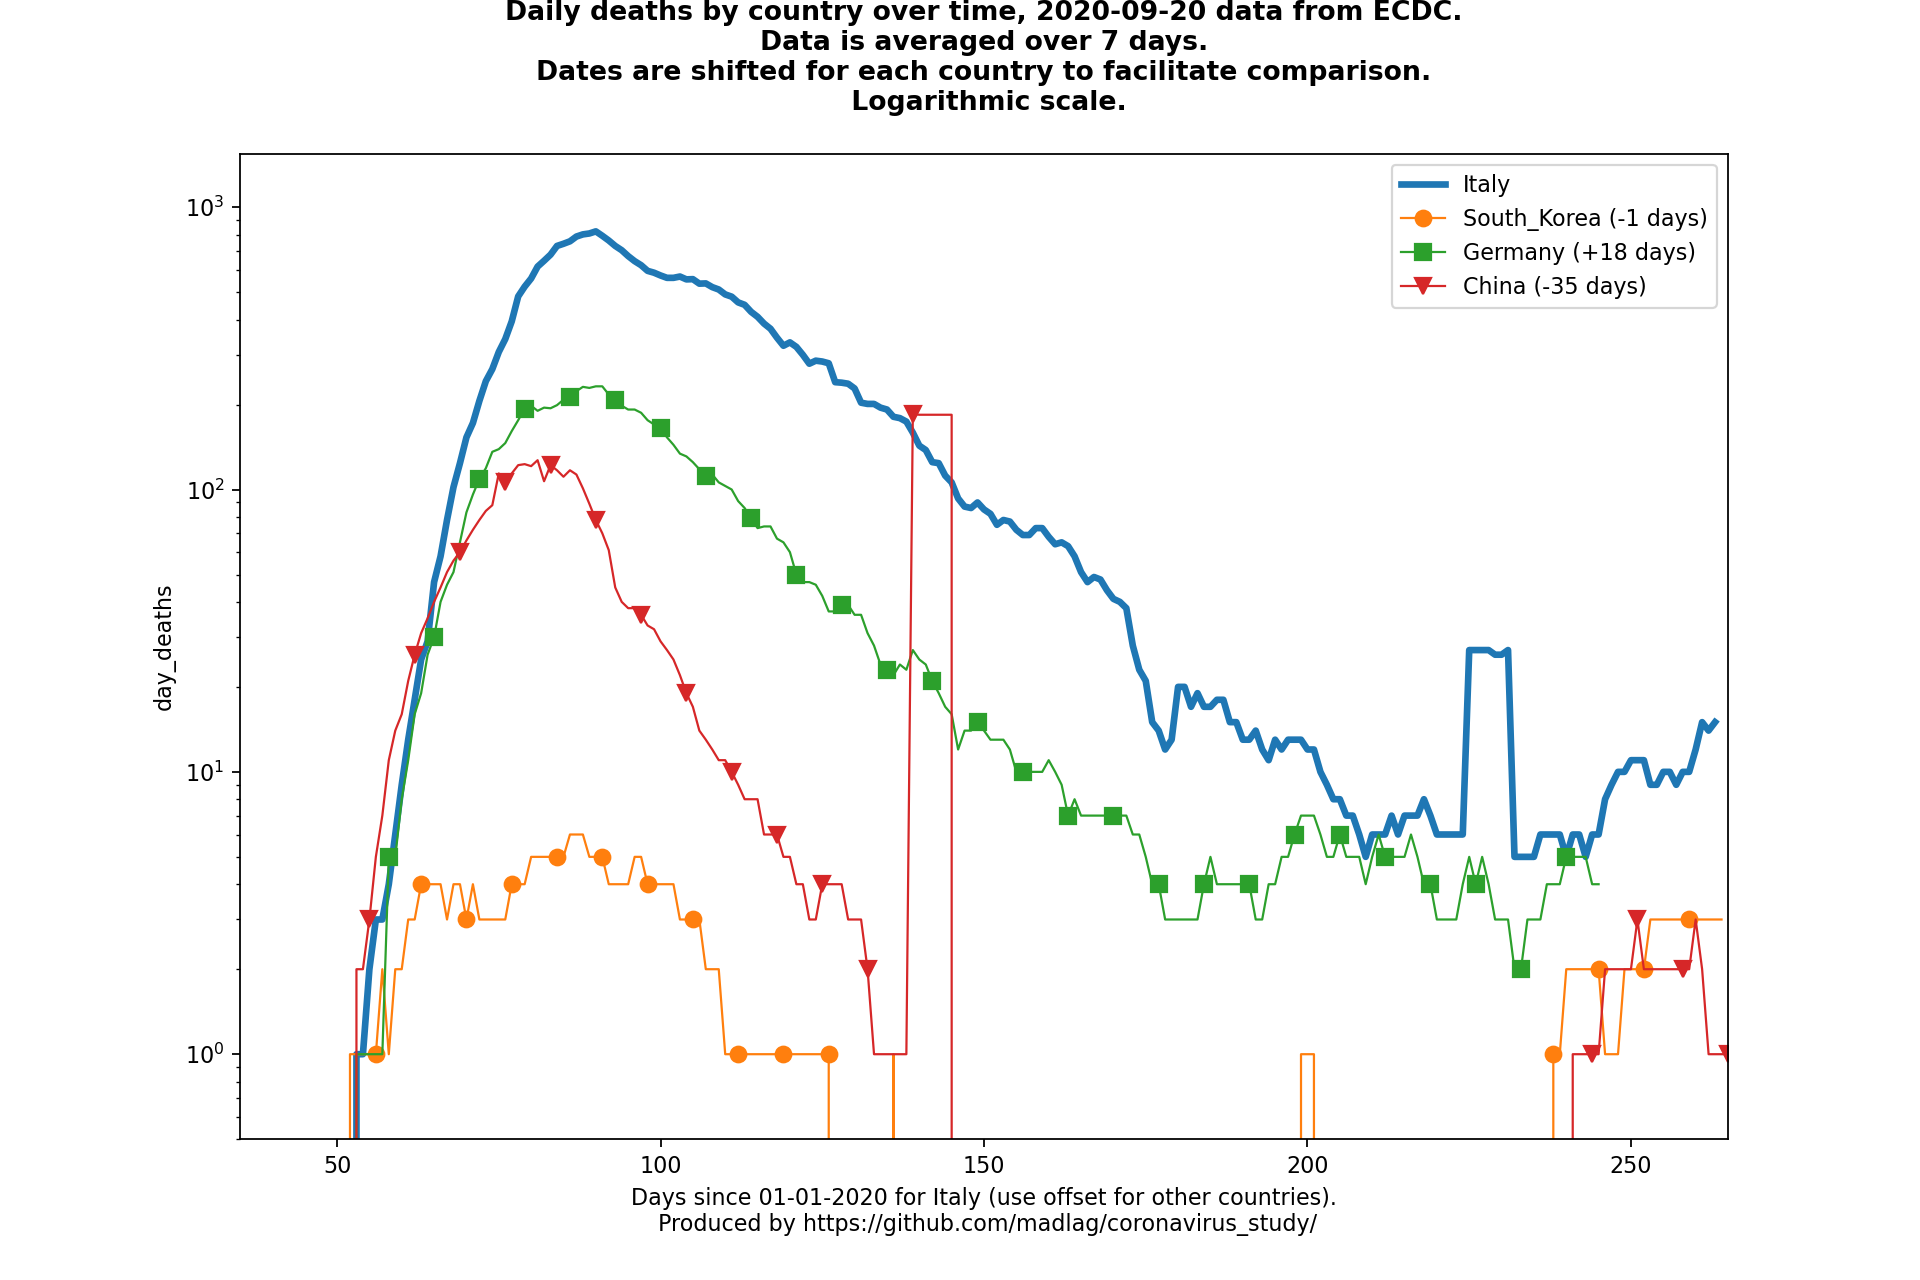 Daily deaths by country over time, 2020-09-20 data from ECDC.
Data is averaged over 7 days.
Dates are shifted for each country to facilitate comparison.
Logarithmic scale.
Italy
South_Korea (-1 days)
Germany (+18 days)
China (-35 days)
10³
10²
10¹
10⁰
day_deaths
50 100 150 200 250
Days since 01-01-2020 for Italy (use offset for other countries).
Produced by https://github.com/madlag/coronavirus_study/